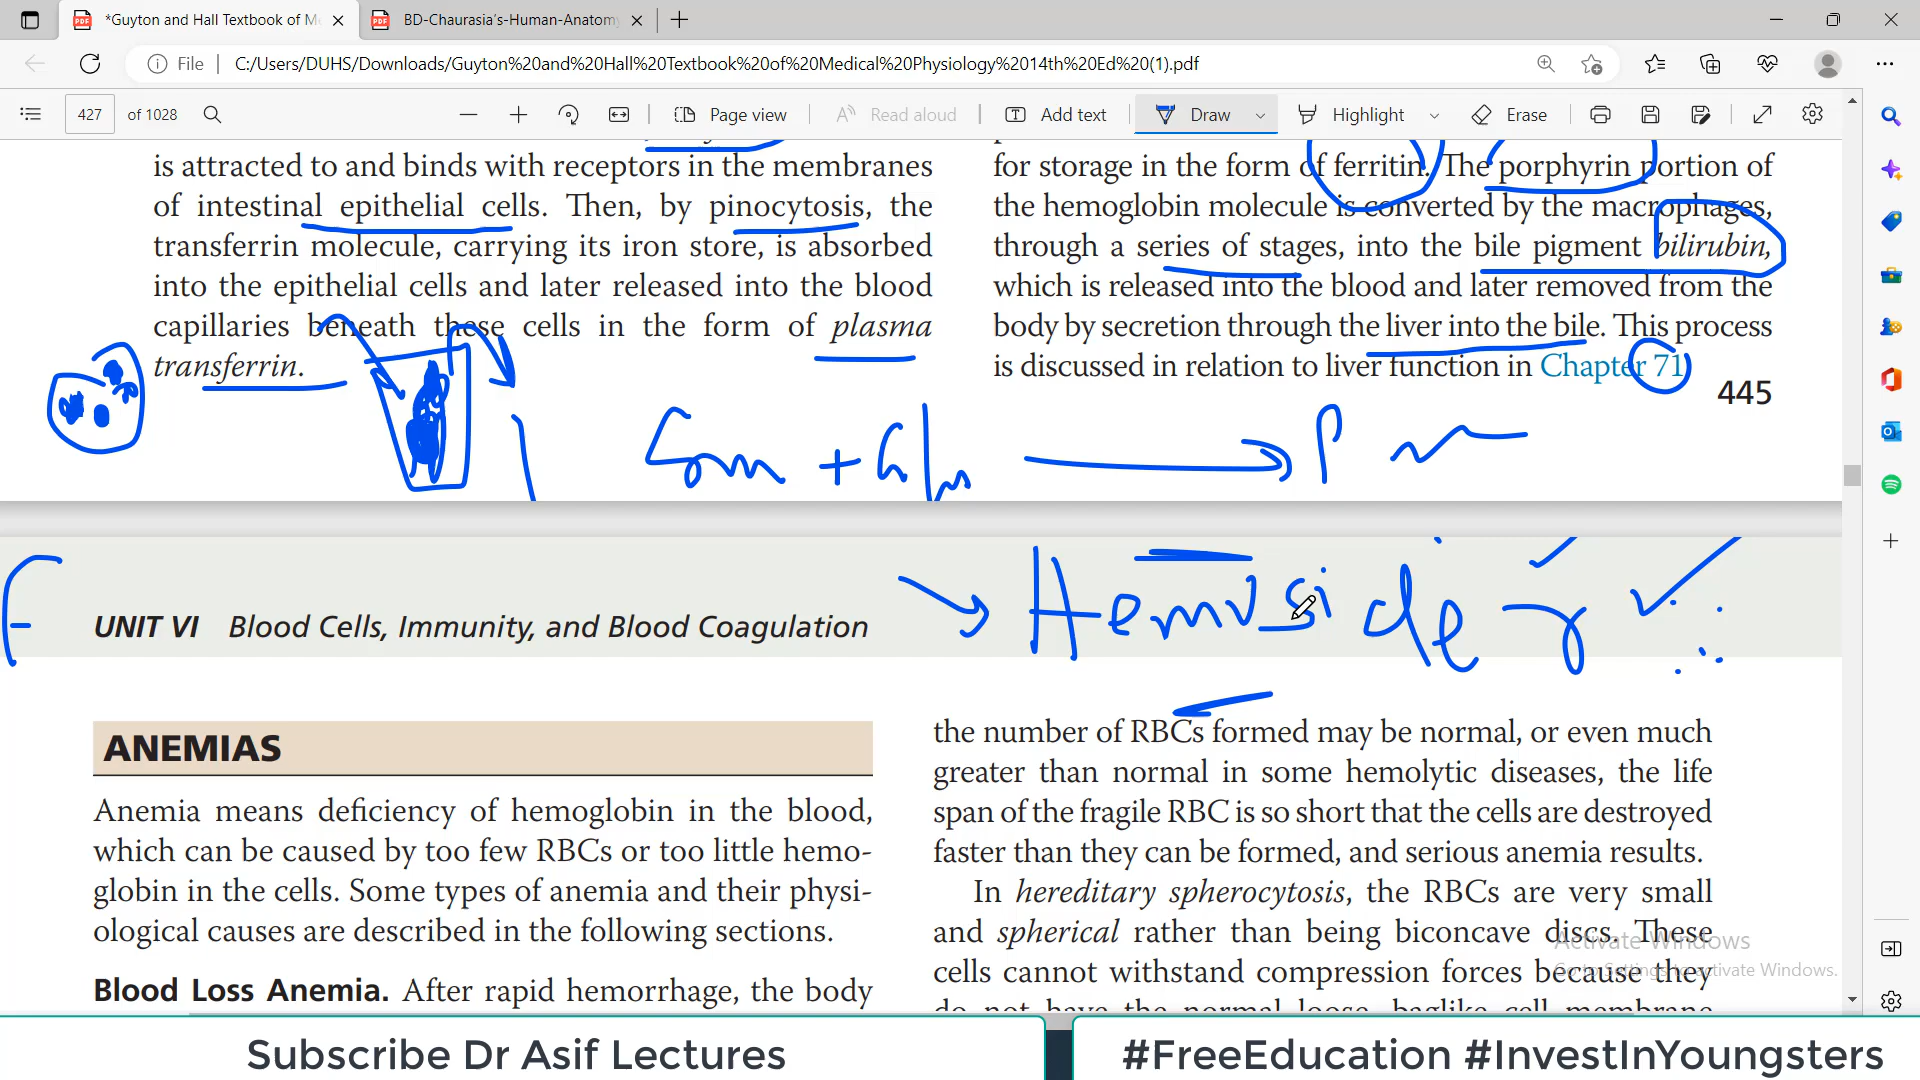 *Guyton and Hall Textbook of M
BD-Chaurasia's-Human-Anatomy
File
C:/Users/DUHS/Downloads/Guyton%20and%20Hall%20Textbook%20of%20Medical%20Physiology%2014th%20Ed%20(1).pdf
427 of 1028
Page view
Read aloud
Add text
Draw
Highlight
Erase
is attracted to and binds with receptors in the membranes
of intestinal epithelial cells. Then, by pinocytosis, the
transferrin molecule, carrying its iron store, is absorbed
into the epithelial cells and later released into the blood
capillaries beneath these cells in the form of plasma
transferrin.
for storage in the form of ferritin. The porphyrin portion of
the hemoglobin molecule is converted by the macrophages,
through a series of stages, into the bile pigment bilirubin,
which is released into the blood and later removed from the
body by secretion through the liver into the bile. This process
is discussed in relation to liver function in Chapter 71.
445
UNIT VI Blood Cells, Immunity, and Blood Coagulation
ANEMIAS
Anemia means deficiency of hemoglobin in the blood,
which can be caused by too few RBCs or too little hemo-
globin in the cells. Some types of anemia and their physi-
ological causes are described in the following sections.
Blood Loss Anemia. After rapid hemorrhage, the body
the number of RBCs formed may be normal, or even much
greater than normal in some hemolytic diseases, the life
span of the fragile RBC is so short that the cells are destroyed
faster than they can be formed, and serious anemia results.
In hereditary spherocytosis, the RBCs are very small
and spherical rather than being biconcave discs. These
cells cannot withstand compression forces because they
do not have the normal loose, baglike cell membrane
Activate Windows
Go to Settings to activate Windows.
Subscribe Dr Asif Lectures
#FreeEducation #InvestInYoungsters